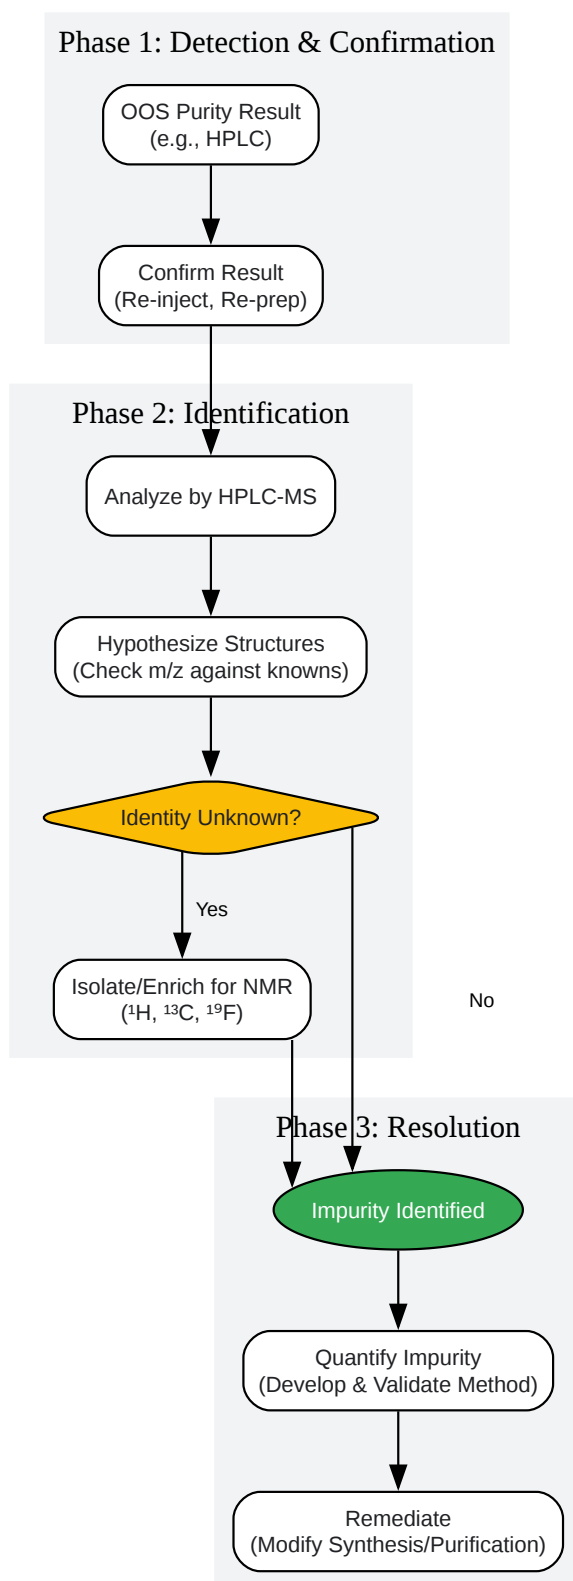 Phase 1: Detection & Confirmation
OOS Purity Result
(e.g., HPLC)
Confirm Result
(Re-inject, Re-prep)
Phase 2: Identification
Analyze by HPLC-MS
Hypothesize Structures
(Check m/z against knowns)
Identity Unknown?
Yes
Isolate/Enrich for NMR
(¹H, ¹³C, ¹⁹F)
No
Phase 3: Resolution
Impurity Identified
Quantify Impurity
(Develop & Validate Method)
Remediate
(Modify Synthesis/Purification)